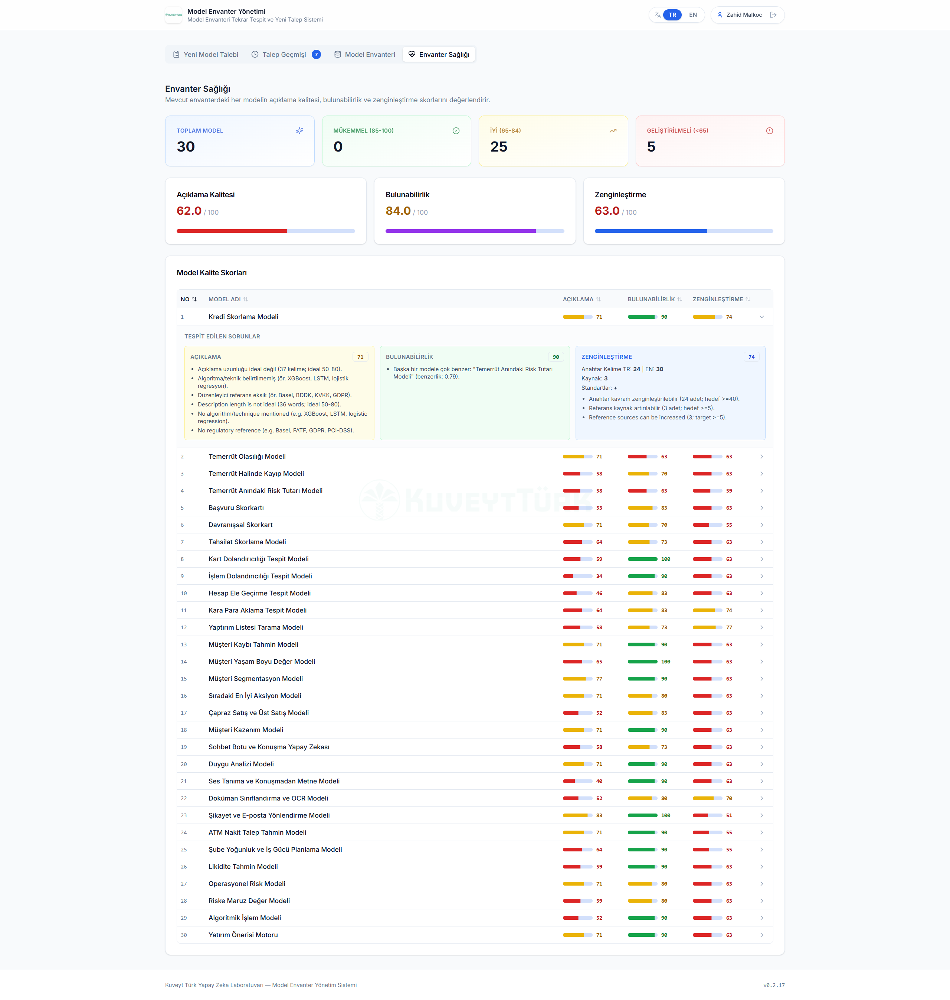 KUVEYTTÜRK
Model Envanter Yönetimi
Model Envanteri Tekrar Tespit ve Yeni Talep Sistemi
TR EN
Zahid Malkoc
Yeni Model Talebi Talep Geçmişi 7 Model Envanteri Envanter Sağlığı
Envanter Sağlığı
Mevcut envanterdeki her modelin açıklama kalitesi, bulunabilirlik ve zenginleştirme skorlarını değerlendirir.
TOPLAM MODEL
30
MÜKEMMEL (85-100)
0
İYİ (65-84)
25
GELİŞTİRİLMELİ (<65)
5
Açıklama Kalitesi
62.0 / 100
Bulunabilirlik
84.0 / 100
Zenginleştirme
63.0 / 100
Model Kalite Skorları
NO MODEL ADI AÇIKLAMA BULUNABİLİRLİK ZENGİNLEŞTİRME
1 Kredi Skorlama Modeli 71 90 74
TESPİT EDİLEN SORUNLAR
AÇIKLAMA 71
• Açıklama uzunluğu ideal değil (37 kelime; ideal 50-80).
• Algoritma/teknik belirtilmemiş (ör. XGBoost, LSTM, lojistik
regresyon).
• Düzenleyici referans eksik (ör. Basel, BDDK, KVKK, GDPR).
• Description length is not ideal (36 words; ideal 50-80).
• No algorithm/technique mentioned (e.g. XGBoost, LSTM, logistic
regression).
• No regulatory reference (e.g. Basel, FATF, GDPR, PCI-DSS).
BULUNABİLİRLİK 90
• Başka bir modele çok benzer: "Temerrüt Anındaki Risk Tutarı
Modeli" (benzerlik: 0.79).
ZENGİNLEŞTİRME 74
Anahtar Kelime TR: 24 | EN: 30
Kaynak: 3
Standartlar: +
• Anahtar kavram zenginleştirilebilir (24 adet; hedef >=40).
• Referans kaynak artırılabilir (3 adet; hedef >=5).
• Reference sources can be increased (3; target >=5).
2 Temerrüt Olasılığı Modeli 71 63 63
3 Temerrüt Halinde Kayıp Modeli 58 70 63
4 Temerrüt Anındaki Risk Tutarı Modeli 58 63 59
KUVEYTTÜRK
5 Başvuru Skorkartı 53 83 63
6 Davranışsal Skorkart 71 70 55
7 Tahsilat Skorlama Modeli 64 73 63
8 Kart Dolandırıcılığı Tespit Modeli 59 100 63
9 İşlem Dolandırıcılığı Tespit Modeli 34 90 63
10 Hesap Ele Geçirme Tespit Modeli 46 83 63
11 Kara Para Aklama Tespit Modeli 64 83 74
12 Yaptırım Listesi Tarama Modeli 58 73 77
13 Müşteri Kaybı Tahmin Modeli 71 90 63
14 Müşteri Yaşam Boyu Değer Modeli 65 100 63
15 Müşteri Segmentasyon Modeli 77 90 63
16 Sıradaki En İyi Aksiyon Modeli 71 80 63
17 Çapraz Satış ve Üst Satış Modeli 52 83 63
18 Müşteri Kazanım Modeli 71 90 63
19 Sohbet Botu ve Konuşma Yapay Zekası 58 73 63
20 Duygu Analizi Modeli 71 90 63
21 Ses Tanıma ve Konuşmadan Metne Modeli 40 90 63
22 Doküman Sınıflandırma ve OCR Modeli 52 80 70
23 Şikayet ve E-posta Yönlendirme Modeli 83 100 51
24 ATM Nakit Talep Tahmin Modeli 71 90 55
25 Şube Yoğunluk ve İş Gücü Planlama Modeli 64 90 55
26 Likidite Tahmin Modeli 59 90 63
27 Operasyonel Risk Modeli 71 80 63
28 Riske Maruz Değer Modeli 59 80 63
29 Algoritmik İşlem Modeli 52 90 63
30 Yatırım Önerisi Motoru 71 90 63
Kuveyt Türk Yapay Zeka Laboratuvarı — Model Envanter Yönetim Sistemi
v0.2.17